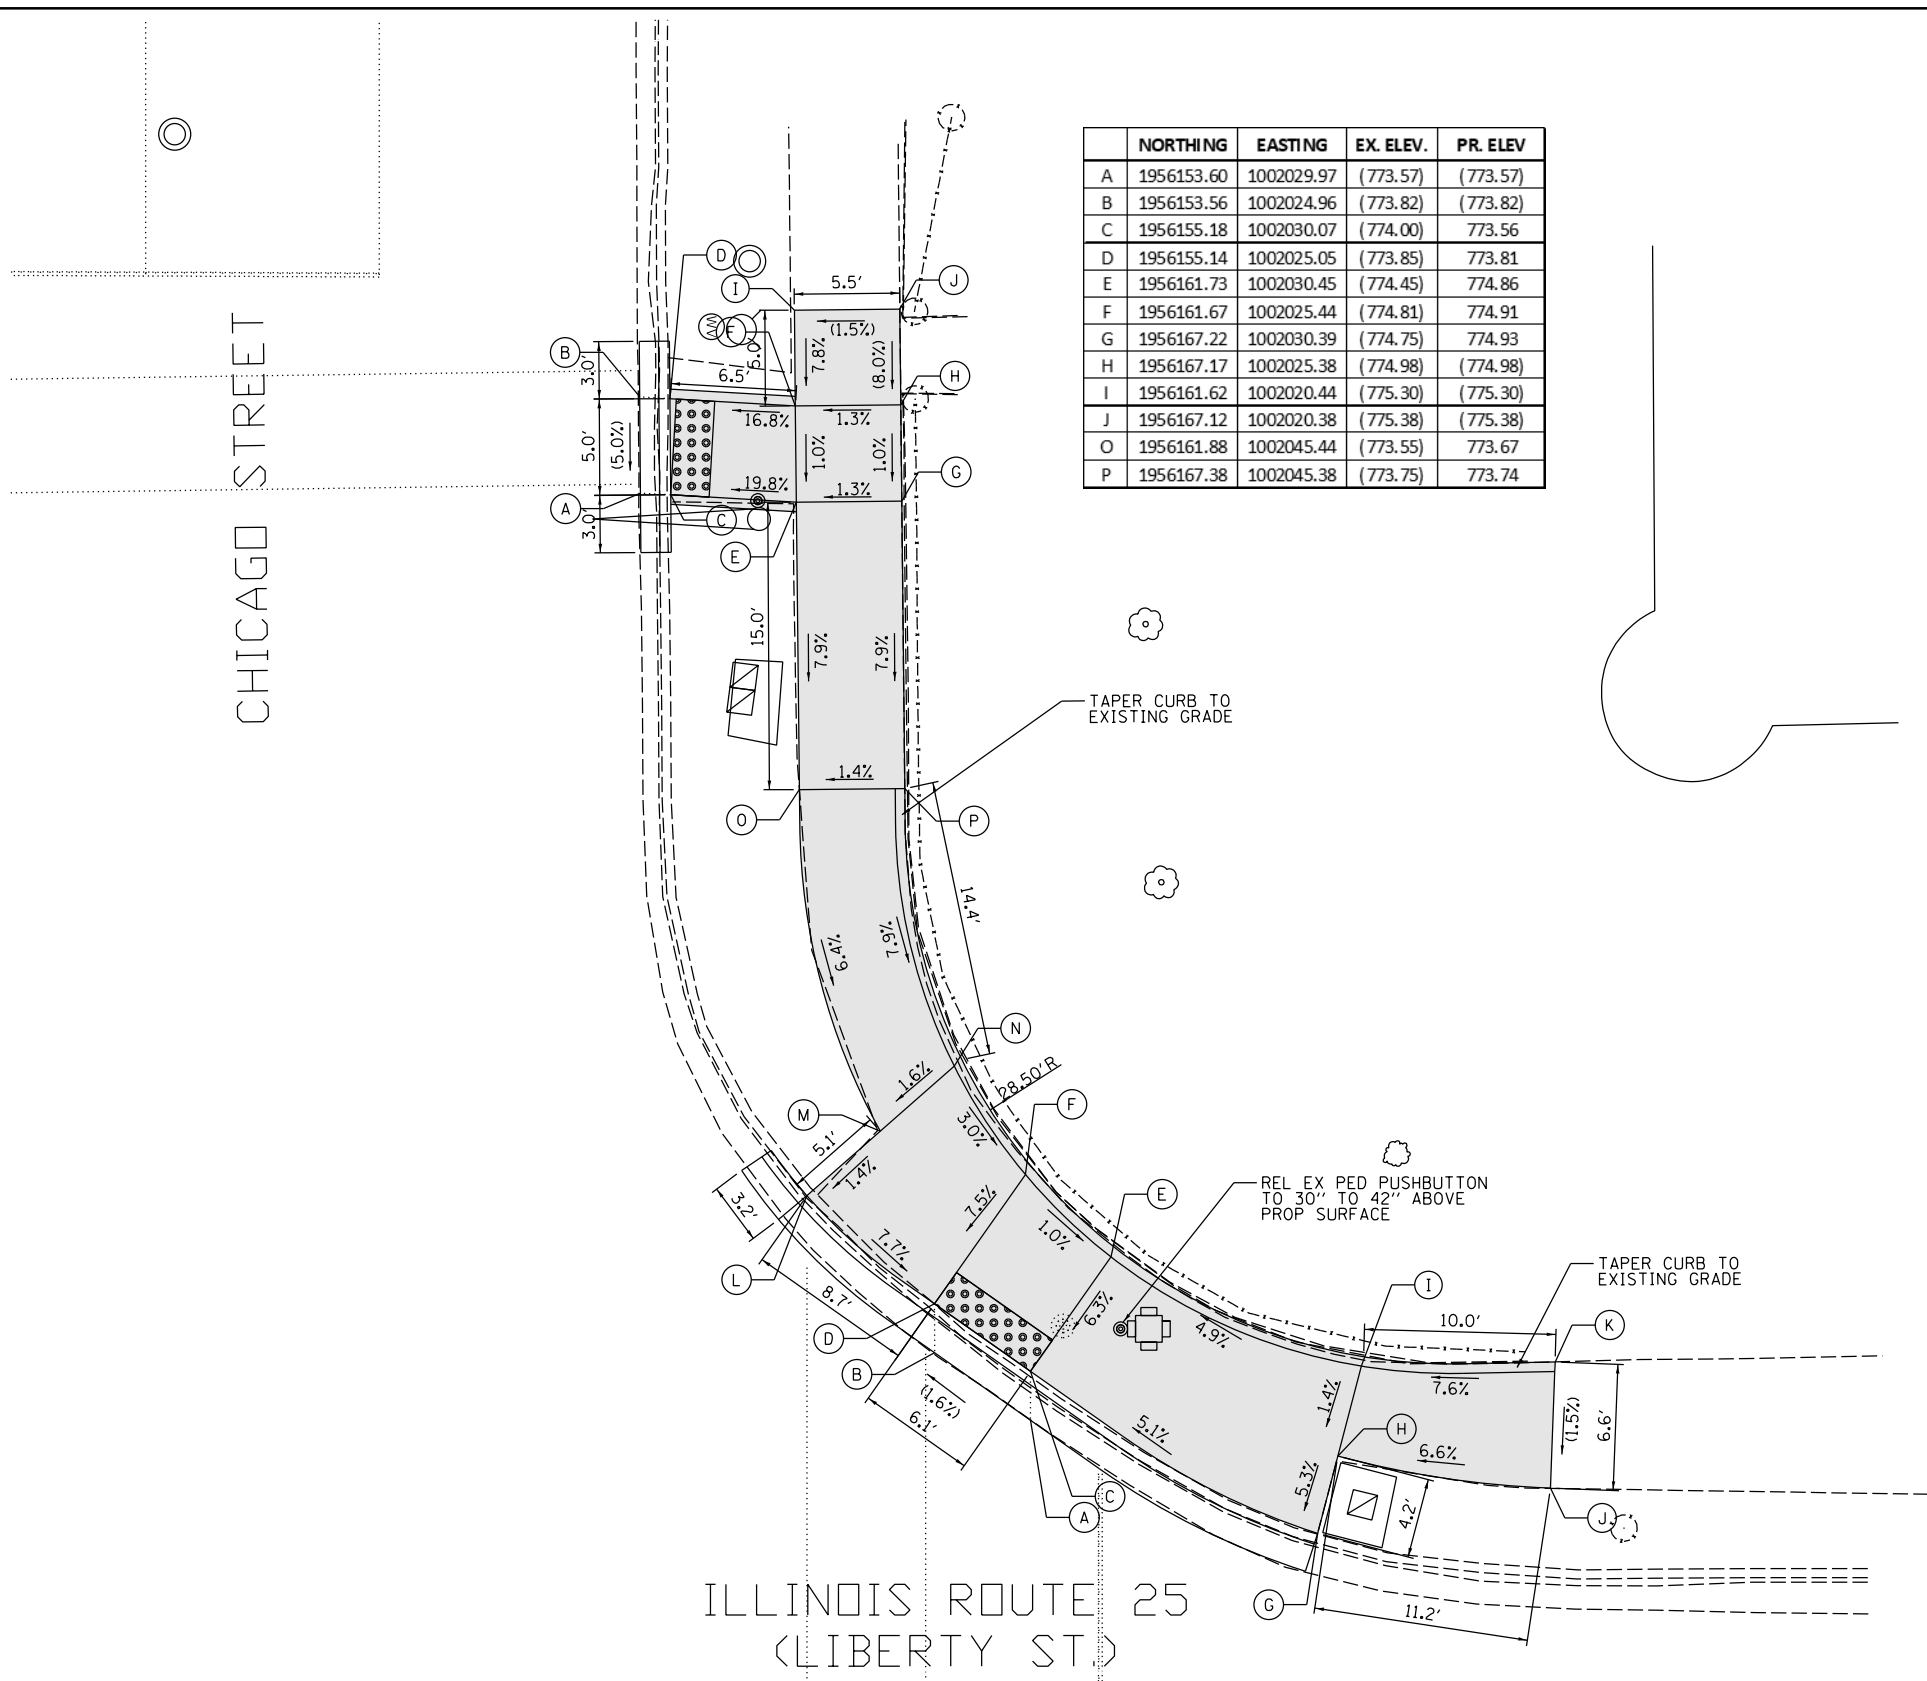 NORTHING EASTING EX. ELEV. PR. ELEV
A 1956153.60 1002029.97 (773.57) (773.57)
B 1956153.56 1002024.96 (773.82) (773.82)
C 1956155.18 1002030.07 (774.00) 773.56
D 1956155.14 1002025.05 (773.85) 773.81
E 1956161.73 1002030.45 (774.45) 774.86
F 1956161.67 1002025.44 (774.81) 774.91
G 1956167.22 1002030.39 (774.75) 774.93
H 1956167.17 1002025.38 (774.98) (774.98)
I 1956161.62 1002020.44 (775.30) (775.30)
J 1956167.12 1002020.38 (775.38) (775.38)
O 1956161.88 1002045.44 (773.55) 773.67
P 1956167.38 1002045.38 (773.75) 773.74
CHICAGO STREET
D
I
J
5.5'
(1.5%)
F
5.0'
7.8%
(8.0%)
B
3.0'
6.5'
H
16.8%
1.3%
5.0'
(5.0%)
1.0%
1.0%
G
19.8%
1.3%
A
3.0'
C
E
15.0'
7.9%
7.9%
TAPER CURB TO
EXISTING GRADE
1.4%
O
P
14.4'
6.4%
7.9%
N
1.6%
28.50'R
M
F
5.1'
3.0%
1.4%
REL EX PED PUSHBUTTON
TO 30" TO 42" ABOVE
PROP SURFACE
E
3.2'
7.5%
1.0%
7.7%
TAPER CURB TO
EXISTING GRADE
L
8.7'
6.3%
I
10.0'
K
D
4.9%
B
(1.6%)
7.6%
1.4%
(1.5%)
6.6'
6.1'
5.1%
H
6.6%
5.3%
C
A
4.2'
J
G
11.2'
ILLINOIS ROUTE 25
(LIBERTY ST.)